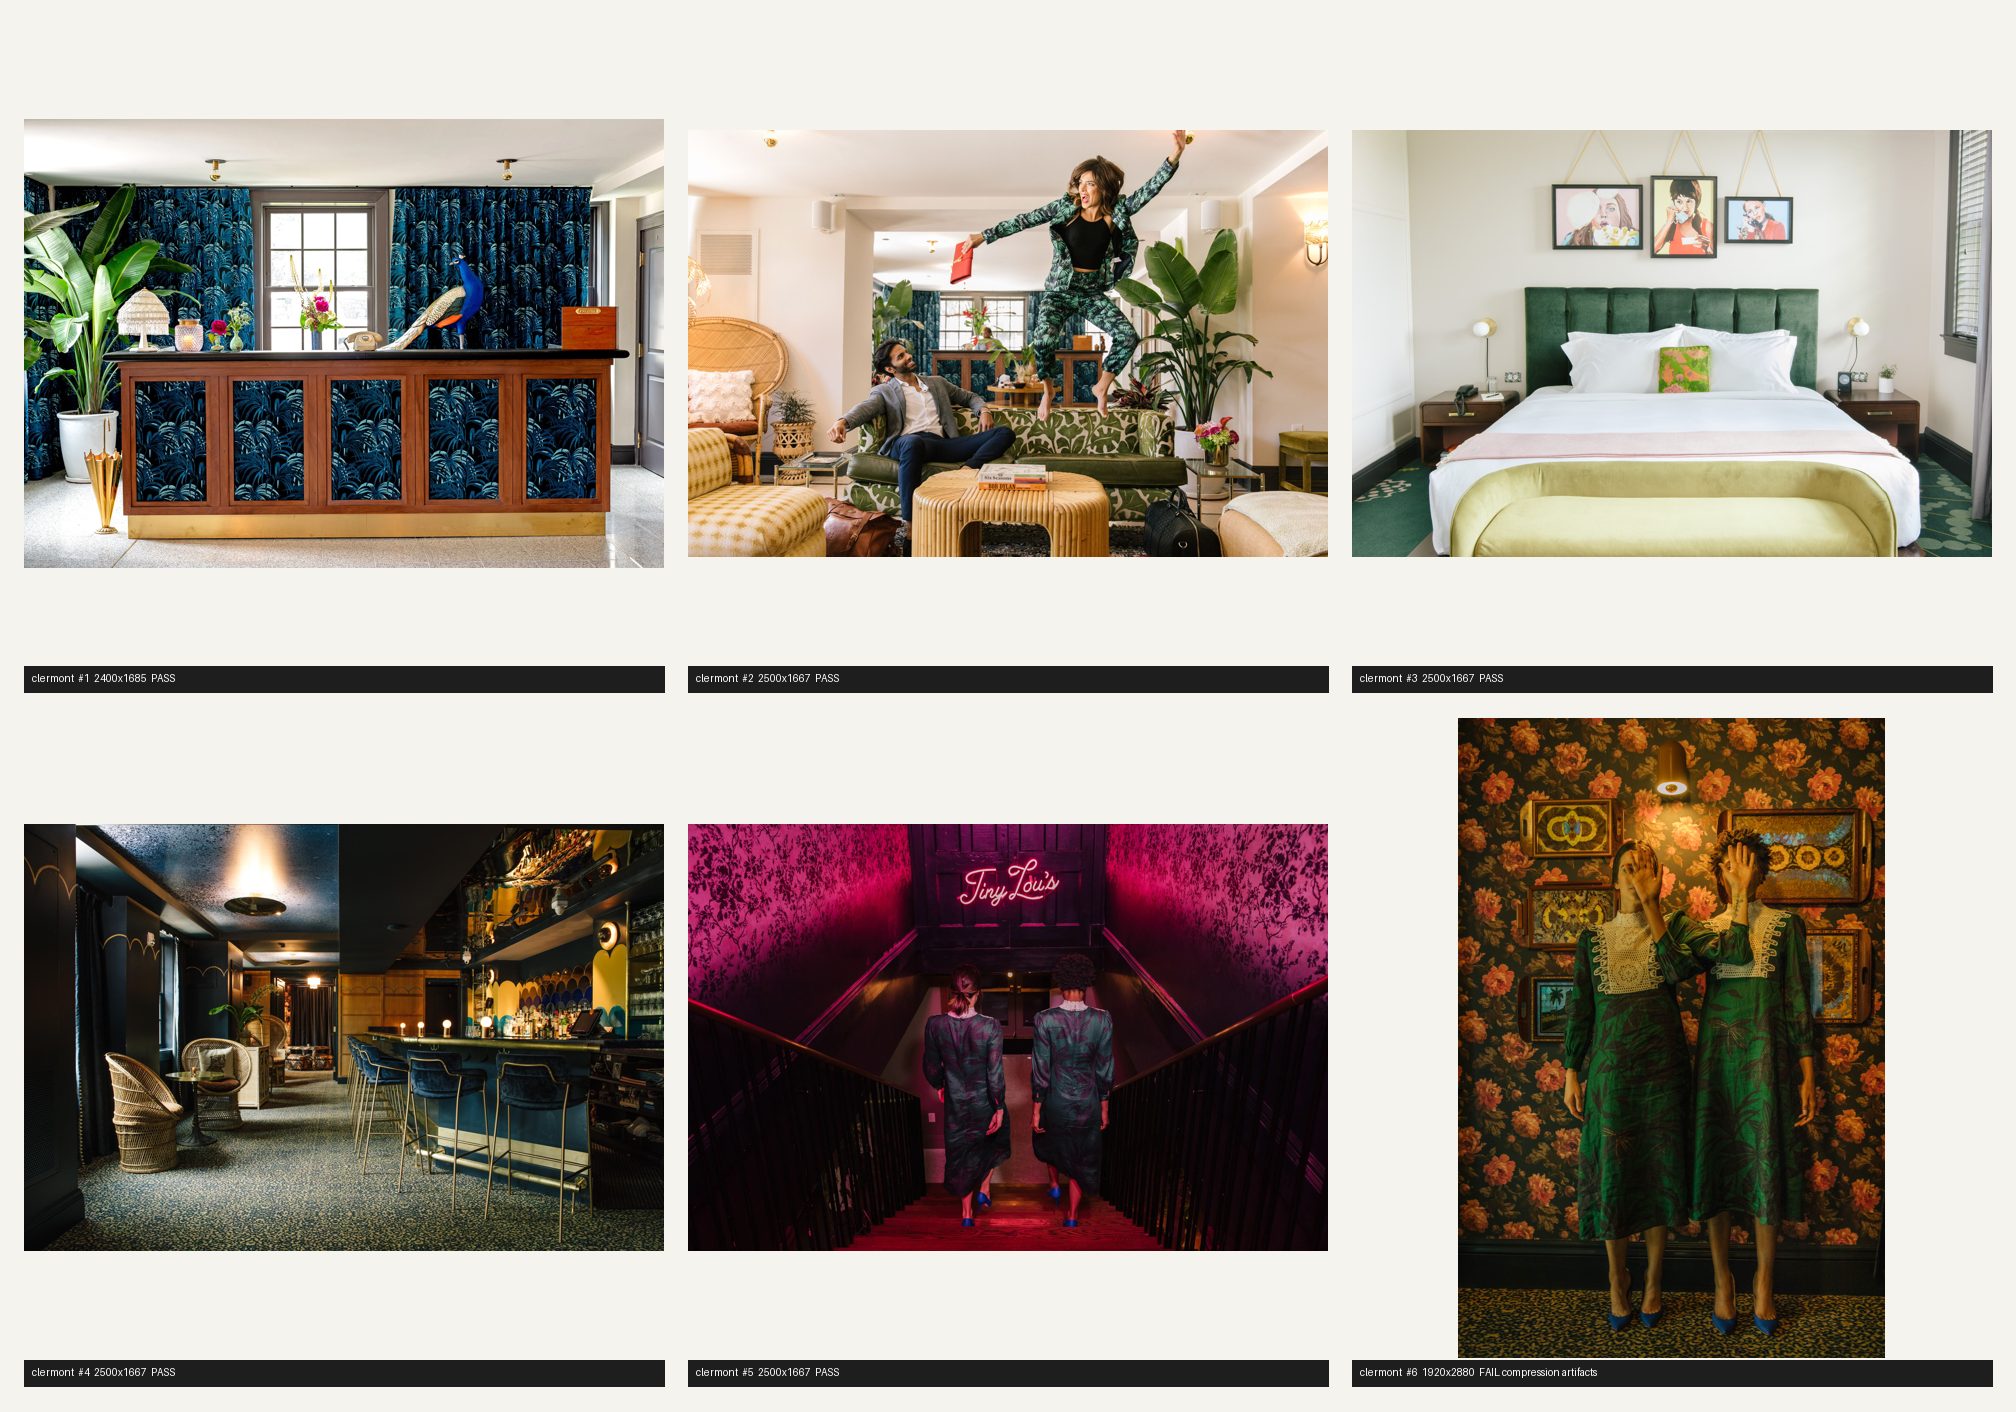 clermont #1 2400x1685 PASS
clermont #2 2500x1667 PASS
clermont #3 2500x1667 PASS
Tiny Lou's
clermont #4 2500x1667 PASS
clermont #5 2500x1667 PASS
clermont #6 1920x2880 FAIL compression artifacts